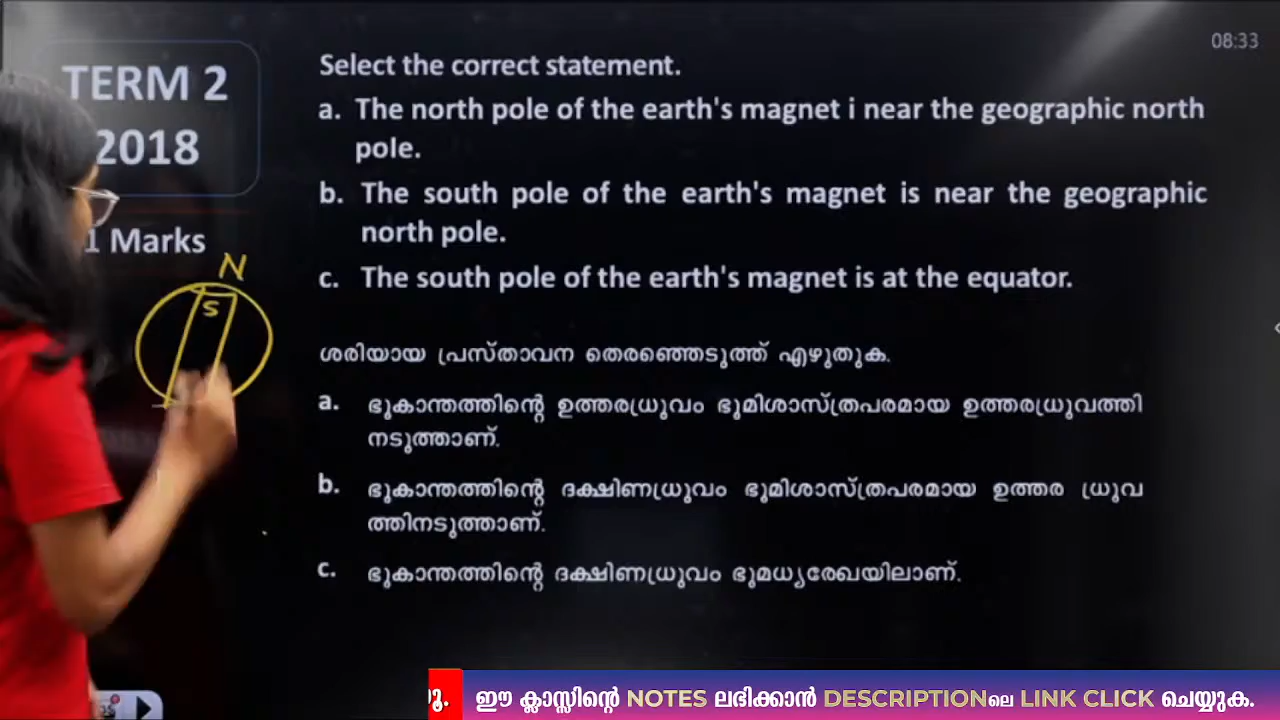 08:33
TERM 2
2018
1 Marks
N
S
Select the correct statement.
a. The north pole of the earth's magnet i near the geographic north
pole.
b. The south pole of the earth's magnet is near the geographic
north pole.
c. The south pole of the earth's magnet is at the equator.
ശരിയായ പ്രസ്താവന തെരഞ്ഞെടുത്ത് എഴുതുക.
a. ഭൂകാന്തത്തിന്റെ ഉത്തരധ്രുവം ഭൂമിശാസ്ത്രപരമായ ഉത്തരധ്രുവത്തി
നടുത്താണ്.
b. ഭൂകാന്തത്തിന്റെ ദക്ഷിണധ്രുവം ഭൂമിശാസ്ത്രപരമായ ഉത്തര ധ്രുവ
ത്തിനടുത്താണ്.
c. ഭൂകാന്തത്തിന്റെ ദക്ഷിണധ്രുവം ഭൂമധ്യരേഖയിലാണ്.
ഈ ക്ലാസ്സിന്റെ NOTES ലഭിക്കാൻ DESCRIPTIONലെ LINK CLICK ചെയ്യുക.